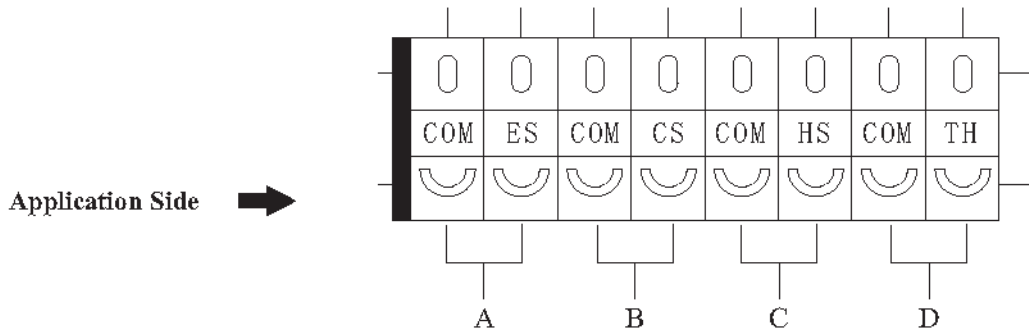 COM ES COM CS COM HS COM TH
Application Side
A B C D